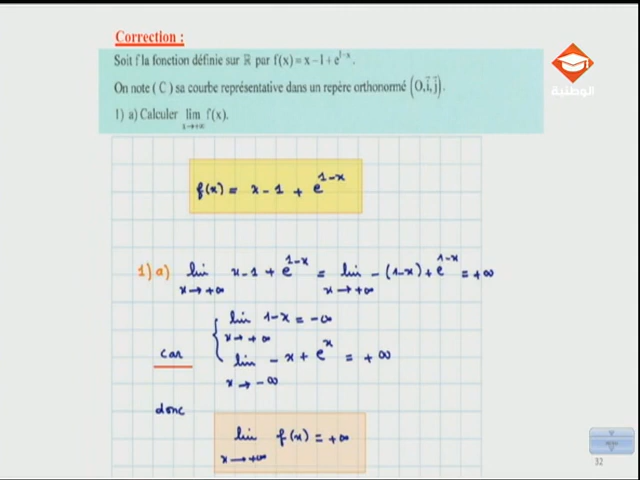 Correction :
Soit f la fonction définie sur ℝ par f(x) = x − 1 + e^{1−x}.
On note ( C ) sa courbe représentative dans un repère orthonormé (O, i⃗, j⃗).
1) a) Calculer lim f(x).
x→+∞
الوطنية
f(x) = x − 1 + e^{1−x}
1) a) lim x − 1 + e^{1−x} = lim − (1−x) + e^{1−x} = +∞
x → +∞ x → +∞
lim 1−x = −∞
x → +∞
car lim − x + e^x = +∞
x → −∞
donc
lim f(x) = +∞
x → +∞
32